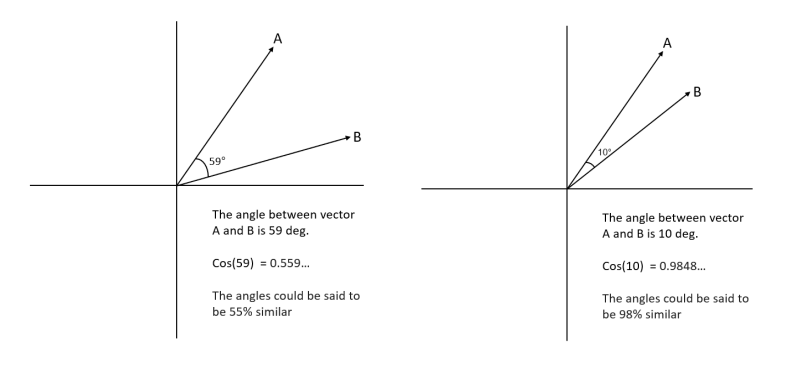 A
B
59°
The angle between vector
A and B is 59 deg.
Cos(59) = 0.559...
The angles could be said to
be 55% similar
A
B
10°
The angle between vector
A and B is 10 deg.
Cos(10) = 0.9848...
The angles could be said to
be 98% similar